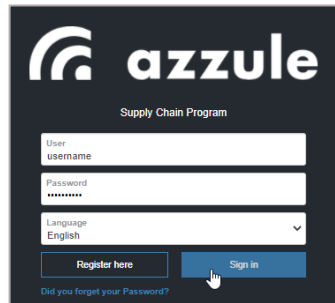 azzule
Supply Chain Program
User
username
Password
••••••••••
Language
English
Register here
Sign in
Did you forget your Password?